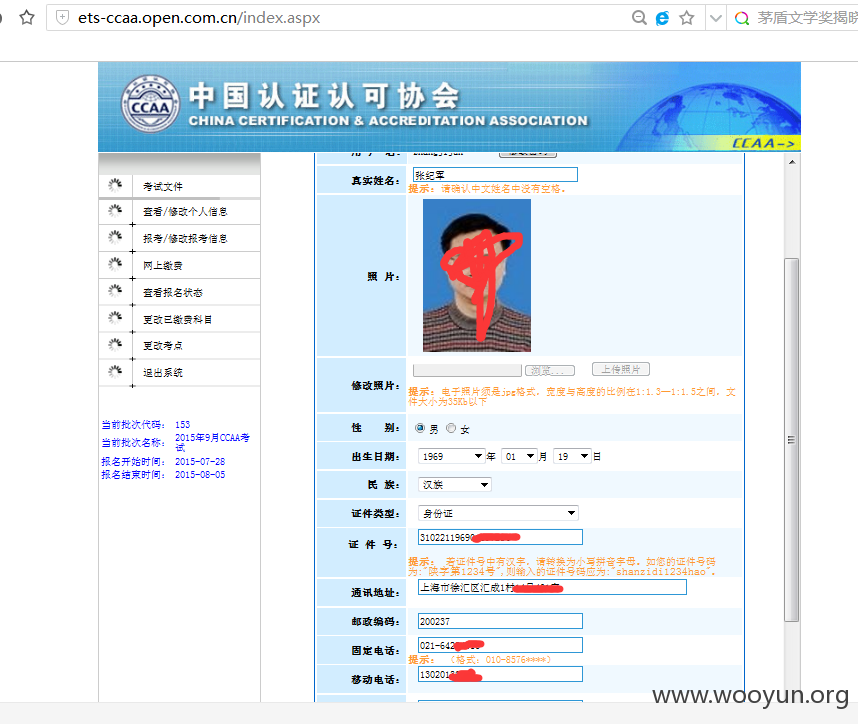 ets-ccaa.open.com.cn/index.aspx
茅盾文学奖揭晓
CCAA
中国认证认可协会
CHINA CERTIFICATION & ACCREDITATION ASSOCIATION
CCAA->
考试文件
查看/修改个人信息
报考/修改报考信息
网上缴费
查看报名状态
更改已缴费科目
更改考点
退出系统
当前批次代码: 153
当前批次名称: 2015年9月CCAA考试
报名开始时间: 2015-07-28
报名结束时间: 2015-08-05
真实姓名: 张纪军
提示: 请确认中文姓名中没有空格。
照 片:
修改照片: 浏览... 上传照片
提示: 电子照片须是jpg格式, 宽度与高度的比例在1:1.3—1:1.5之间, 文
件大小为35Kb以下
性 别: 男 女
出生日期: 1969 年 01 月 19 日
民 族: 汉族
证件类型: 身份证
证 件 号: 3102211969
提示: 若证件号中有汉字, 请转换为小写拼音字母。如您的证件号码
为:"陕字第1234号",则输入的证件号码应为:"shanzidi1234hao"。
通讯地址: 上海市徐汇区汇成1村
邮政编码: 200237
固定电话: 021-642
提示: (格式: 010-8576****)
移动电话: 130201
www.wooyun.org